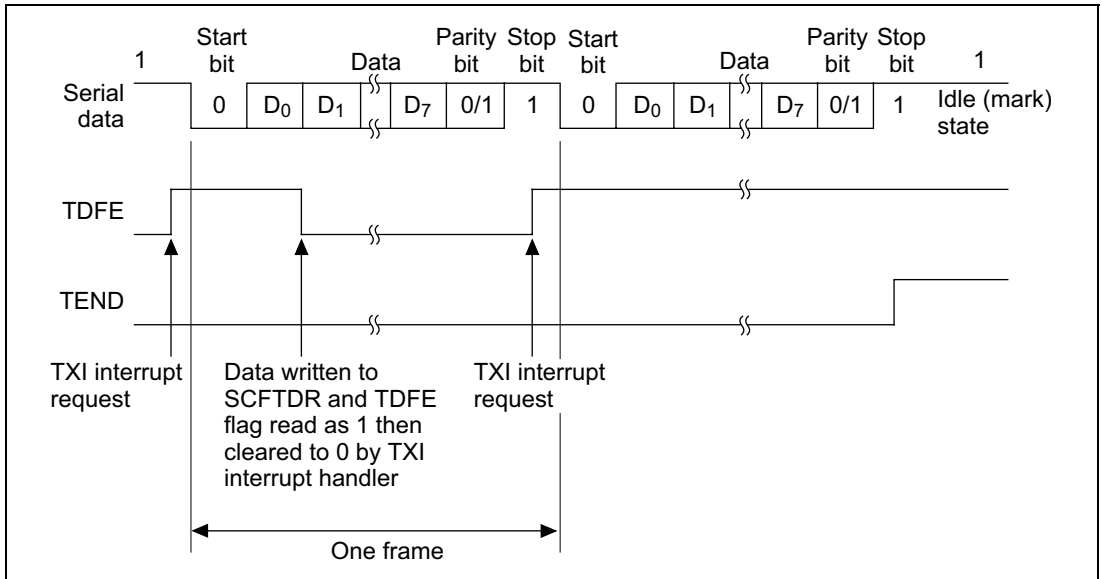 Start bit
Parity bit
Stop bit
Start bit
Parity bit
Stop bit
1
Data
Data
1
Serial data
0
D0
D1
D7
0/1
1
0
D0
D1
D7
0/1
1
Idle (mark) state
TDFE
TEND
TXI interrupt
request
Data written to
SCFTDR and TDFE
flag read as 1 then
cleared to 0 by TXI
interrupt handler
TXI interrupt
request
One frame